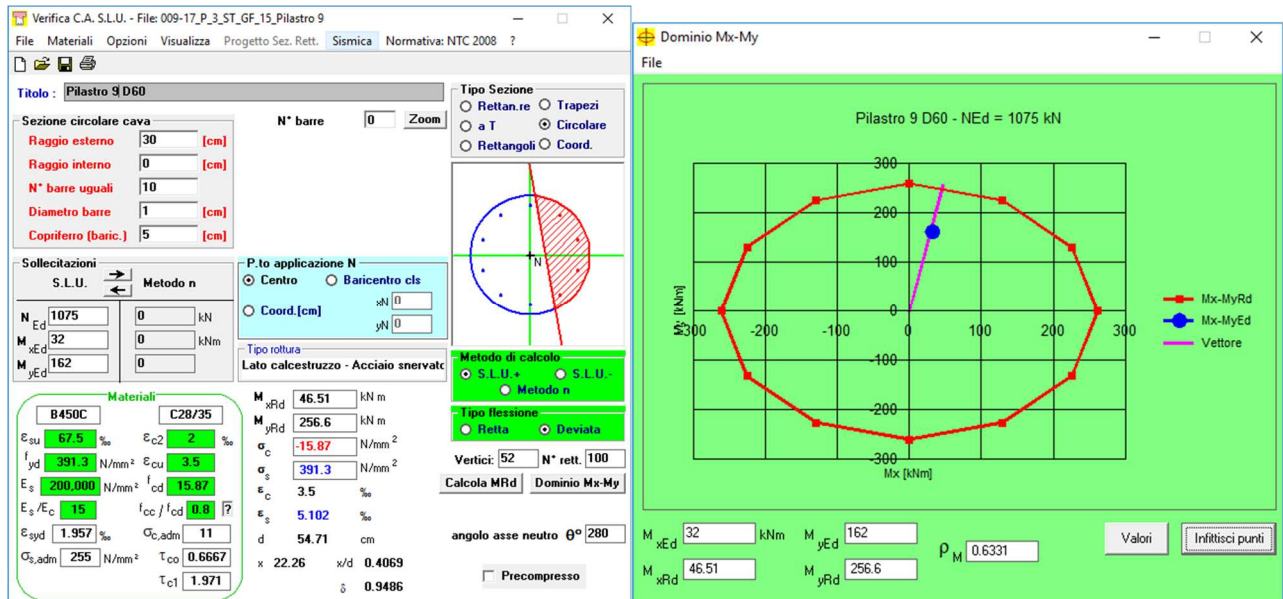 Verifica C.A. S.L.U. - File: 009-17_P_3_ST_GF_15_Pilastro 9
File Materiali Opzioni Visualizza Progetto Sez. Rett. Sismica Normativa: NTC 2008 ?
Titolo : Pilastro 9 D60
Sezione circolare cava
Raggio esterno 30 [cm]
Raggio interno 0 [cm]
N° barre uguali 10
Diametro barre 1 [cm]
Copriferro (baric.) 5 [cm]
N° barre 0 Zoom
Tipo Sezione
Rettan.re Trapezi
a T Circolare
Rettangoli Coord.
N
Sollecitazioni
S.L.U. Metodo n
N Ed 1075 0 kN
M xEd 32 0 kNm
M yEd 162 0
P.to applicazione N
Centro Baricentro cls
Coord.[cm] xN 0
yN 0
Tipo rottura
Lato calcestruzzo - Acciaio snervato
Metodo di calcolo
S.L.U.+ S.L.U.-
Metodo n
Tipo flessione
Retta Deviata
Vertici: 52 N° rett. 100
Calcola MRd Dominio Mx-My
angolo asse neutro θ° 280
Precompresso
Materiali
B450C C28/35
εsu 67.5 ‰ εc2 2 ‰
fyd 391.3 N/mm² εcu 3.5
Es 200,000 N/mm² fcd 15.87
Es/Ec 15 fcc / fcd 0.8 ?
εsyd 1.957 ‰ σc,adm 11
σs,adm 255 N/mm² τco 0.6667
τc1 1.971
M xRd 46.51 kN m
M yRd 256.6 kN m
σc -15.87 N/mm²
σs 391.3 N/mm²
εc 3.5 ‰
εs 5.102 ‰
d 54.71 cm
x 22.26 x/d 0.4069
δ 0.9486
Dominio Mx-My
File
Pilastro 9 D60 - NEd = 1075 kN
300
200
100
0
-100
-200
-300
-300 -200 -100 0 100 200 300
My [kNm]
Mx [kNm]
Mx-MyRd
Mx-MyEd
Vettore
M xEd 32 kNm M yEd 162
M xRd 46.51 M yRd 256.6
ρM 0.6331
Valori Infittisci punti